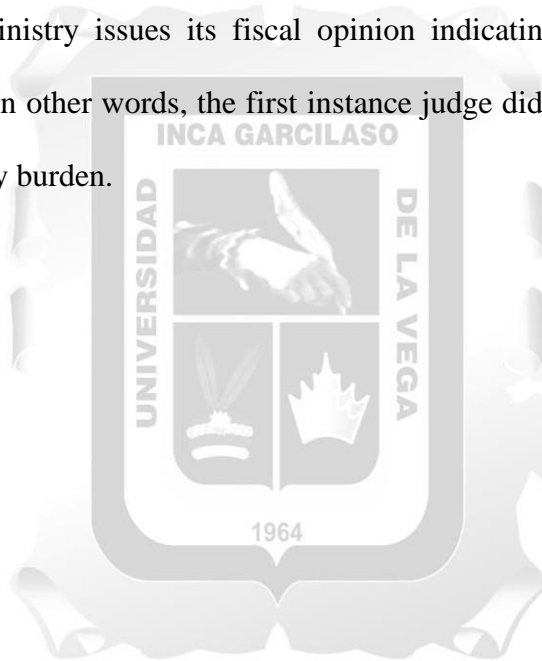 inistry issues its fiscal opinion indicatin
n other words, the first instance judge did
y burden.
INCA GARCILASO
UNIVERSIDAD
DE LA VEGA
1964